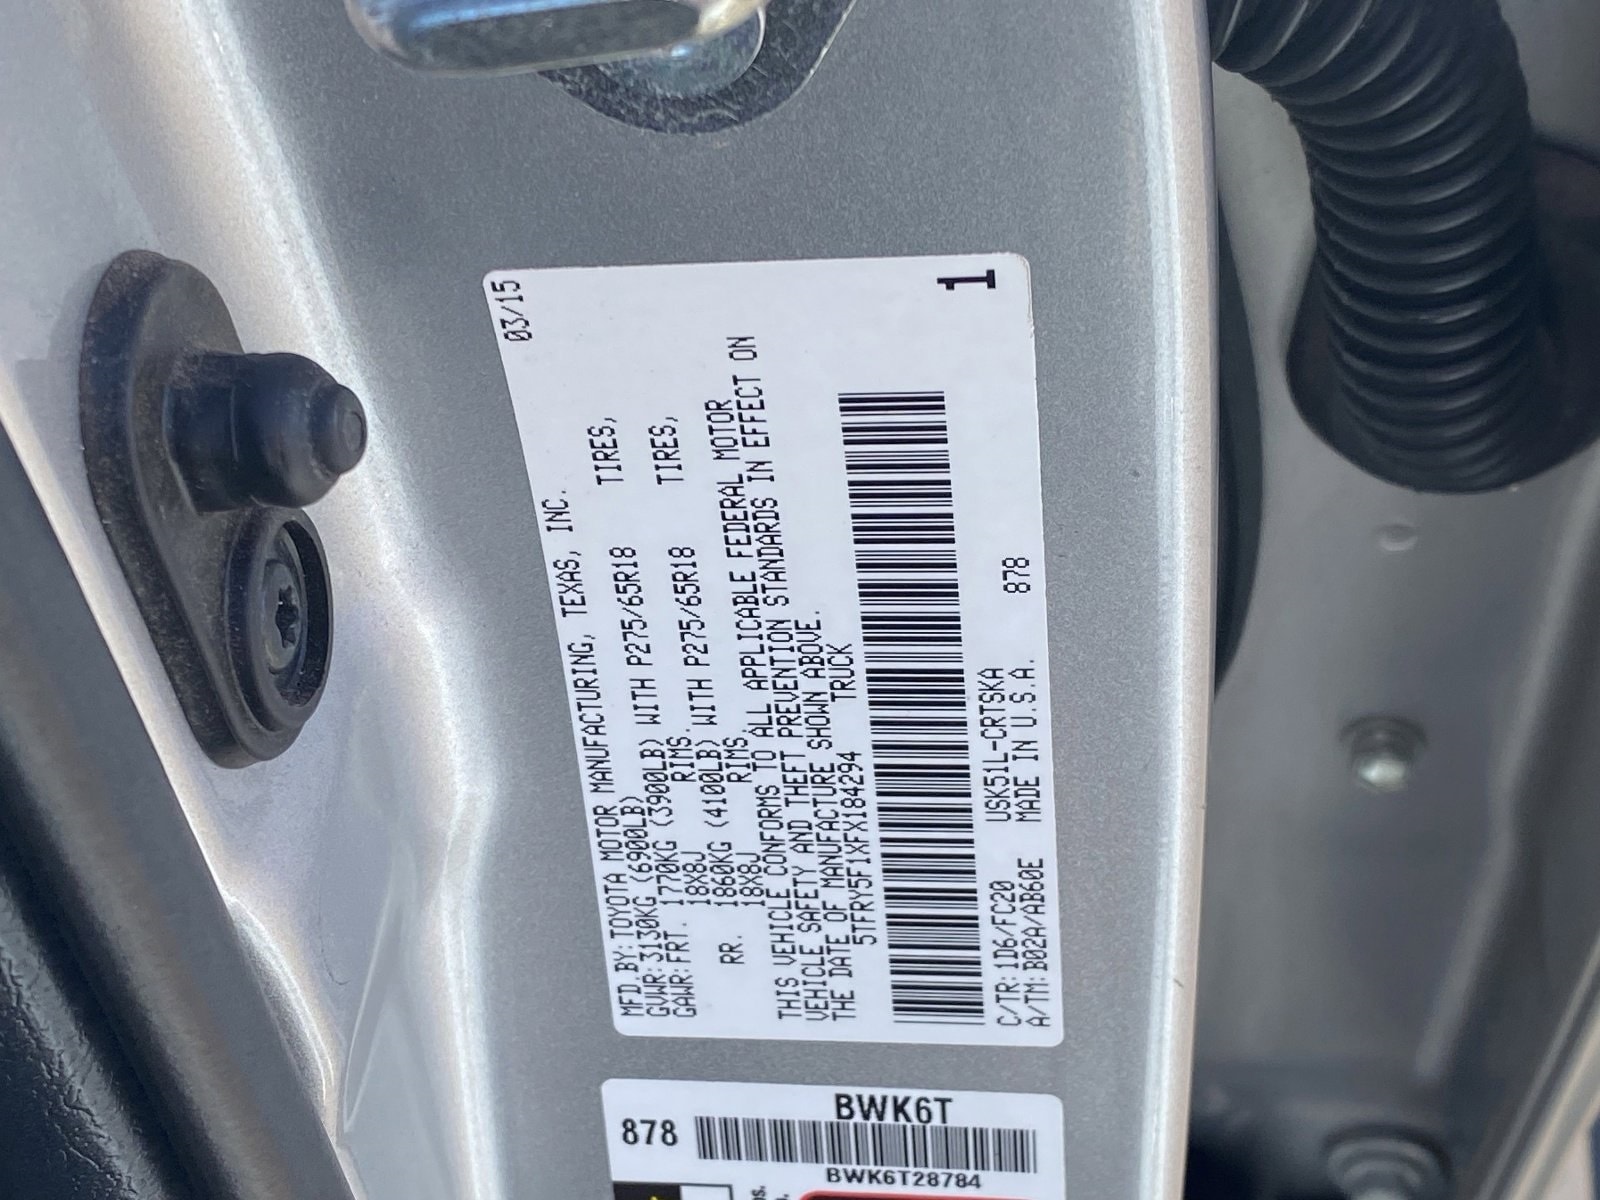 03/15
MFD.BY:TOYOTA MOTOR MANUFACTURING, TEXAS, INC.
GVWR:3130KG (6900LB)
GAWR:FRT. 1770KG (3900LB) WITH P275/65R18 TIRES,
18X8J RIMS.
RR. 1860KG (4100LB) WITH P275/65R18 TIRES,
18X8J RIMS
THIS VEHICLE CONFORMS TO ALL APPLICABLE FEDERAL MOTOR
VEHICLE SAFETY AND THEFT PREVENTION STANDARDS IN EFFECT ON
THE DATE OF MANUFACTURE SHOWN ABOVE.
5TFRY5F1XFX184294 TRUCK
C/TR:1D6/FC20 USK51L-CRTSKA 878
A/TM:B02A/AB60E MADE IN U.S.A.
1
BWK6T
878
BWK6T28784